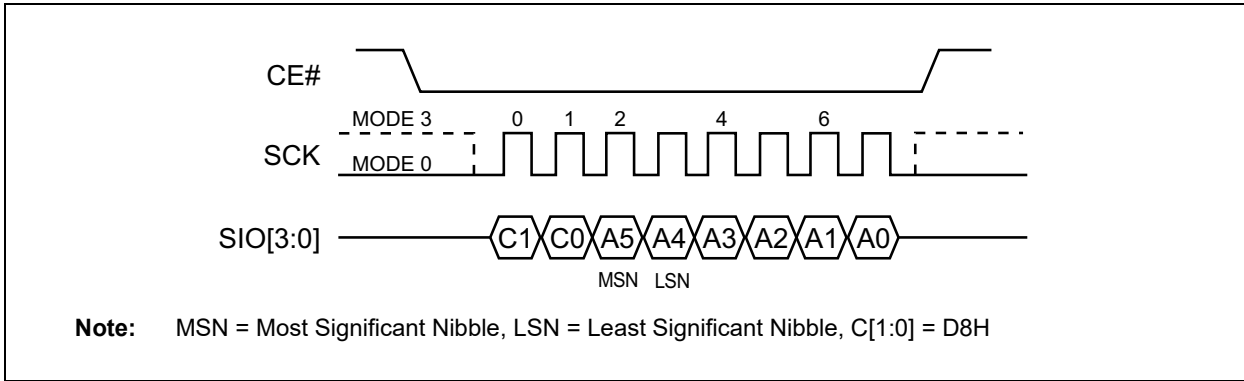 CE#
MODE 3 0 1 2 4 6
SCK
MODE 0
SIO[3:0] C1 C0 A5 A4 A3 A2 A1 A0
MSN LSN
Note: MSN = Most Significant Nibble, LSN = Least Significant Nibble, C[1:0] = D8H